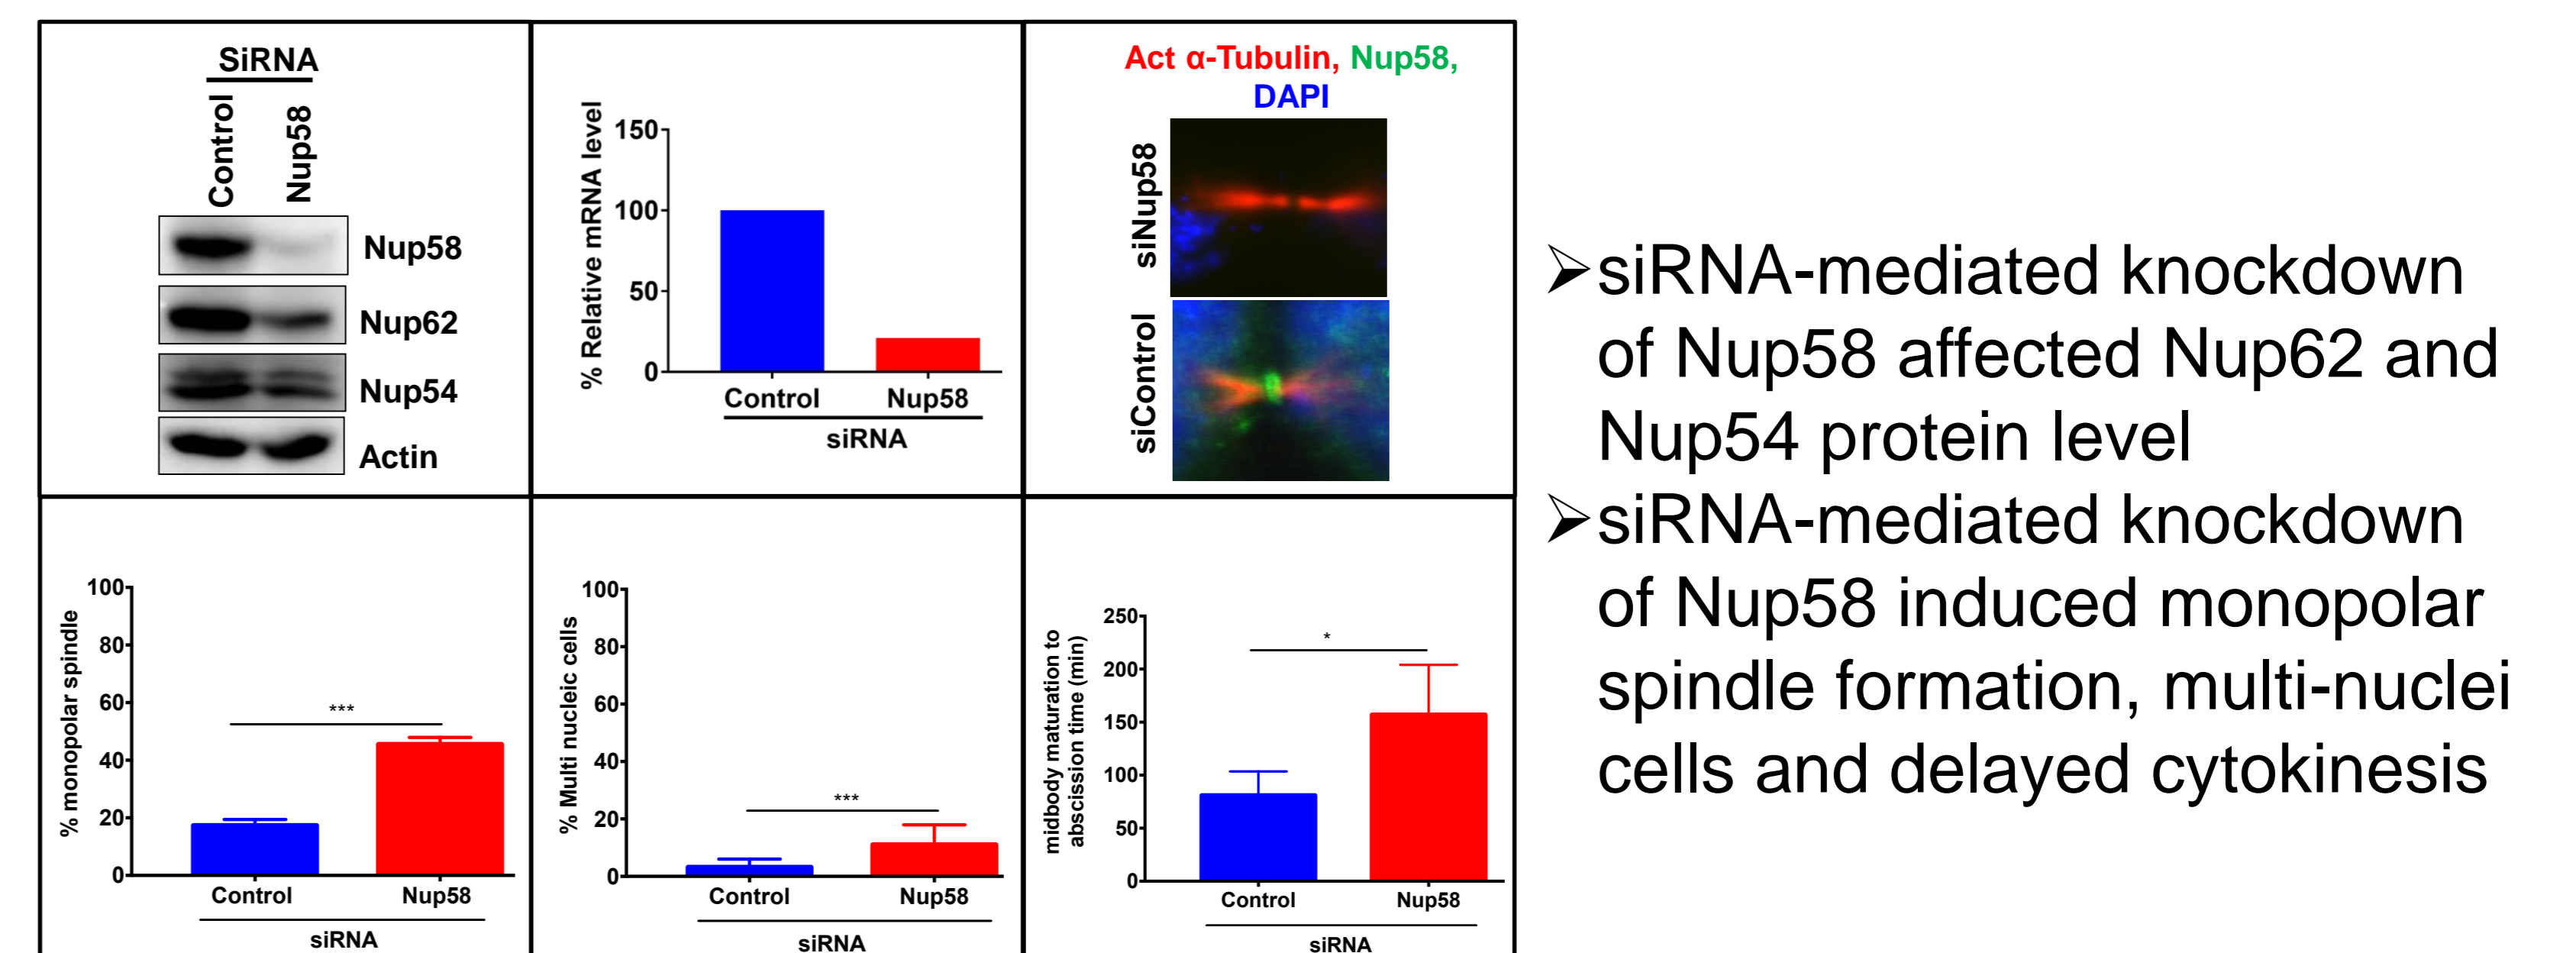 SiRNA
Control
Nup58
Nup58
Nup62
Nup54
Actin
% Relative mRNA level
150
100
50
0
Control Nup58
siRNA
Act α-Tubulin, Nup58,
DAPI
siNup58
siControl
% monopolar spindle
100
80
60
40
20
0
***
Control Nup58
siRNA
% Multi nucleic cells
100
80
60
40
20
0
***
Control Nup58
siRNA
midbody maturation to
abscission time (min)
250
200
150
100
50
0
*
Control Nup58
siRNA
➢siRNA-mediated knockdown
of Nup58 affected Nup62 and
Nup54 protein level
➢siRNA-mediated knockdown
of Nup58 induced monopolar
spindle formation, multi-nuclei
cells and delayed cytokinesis